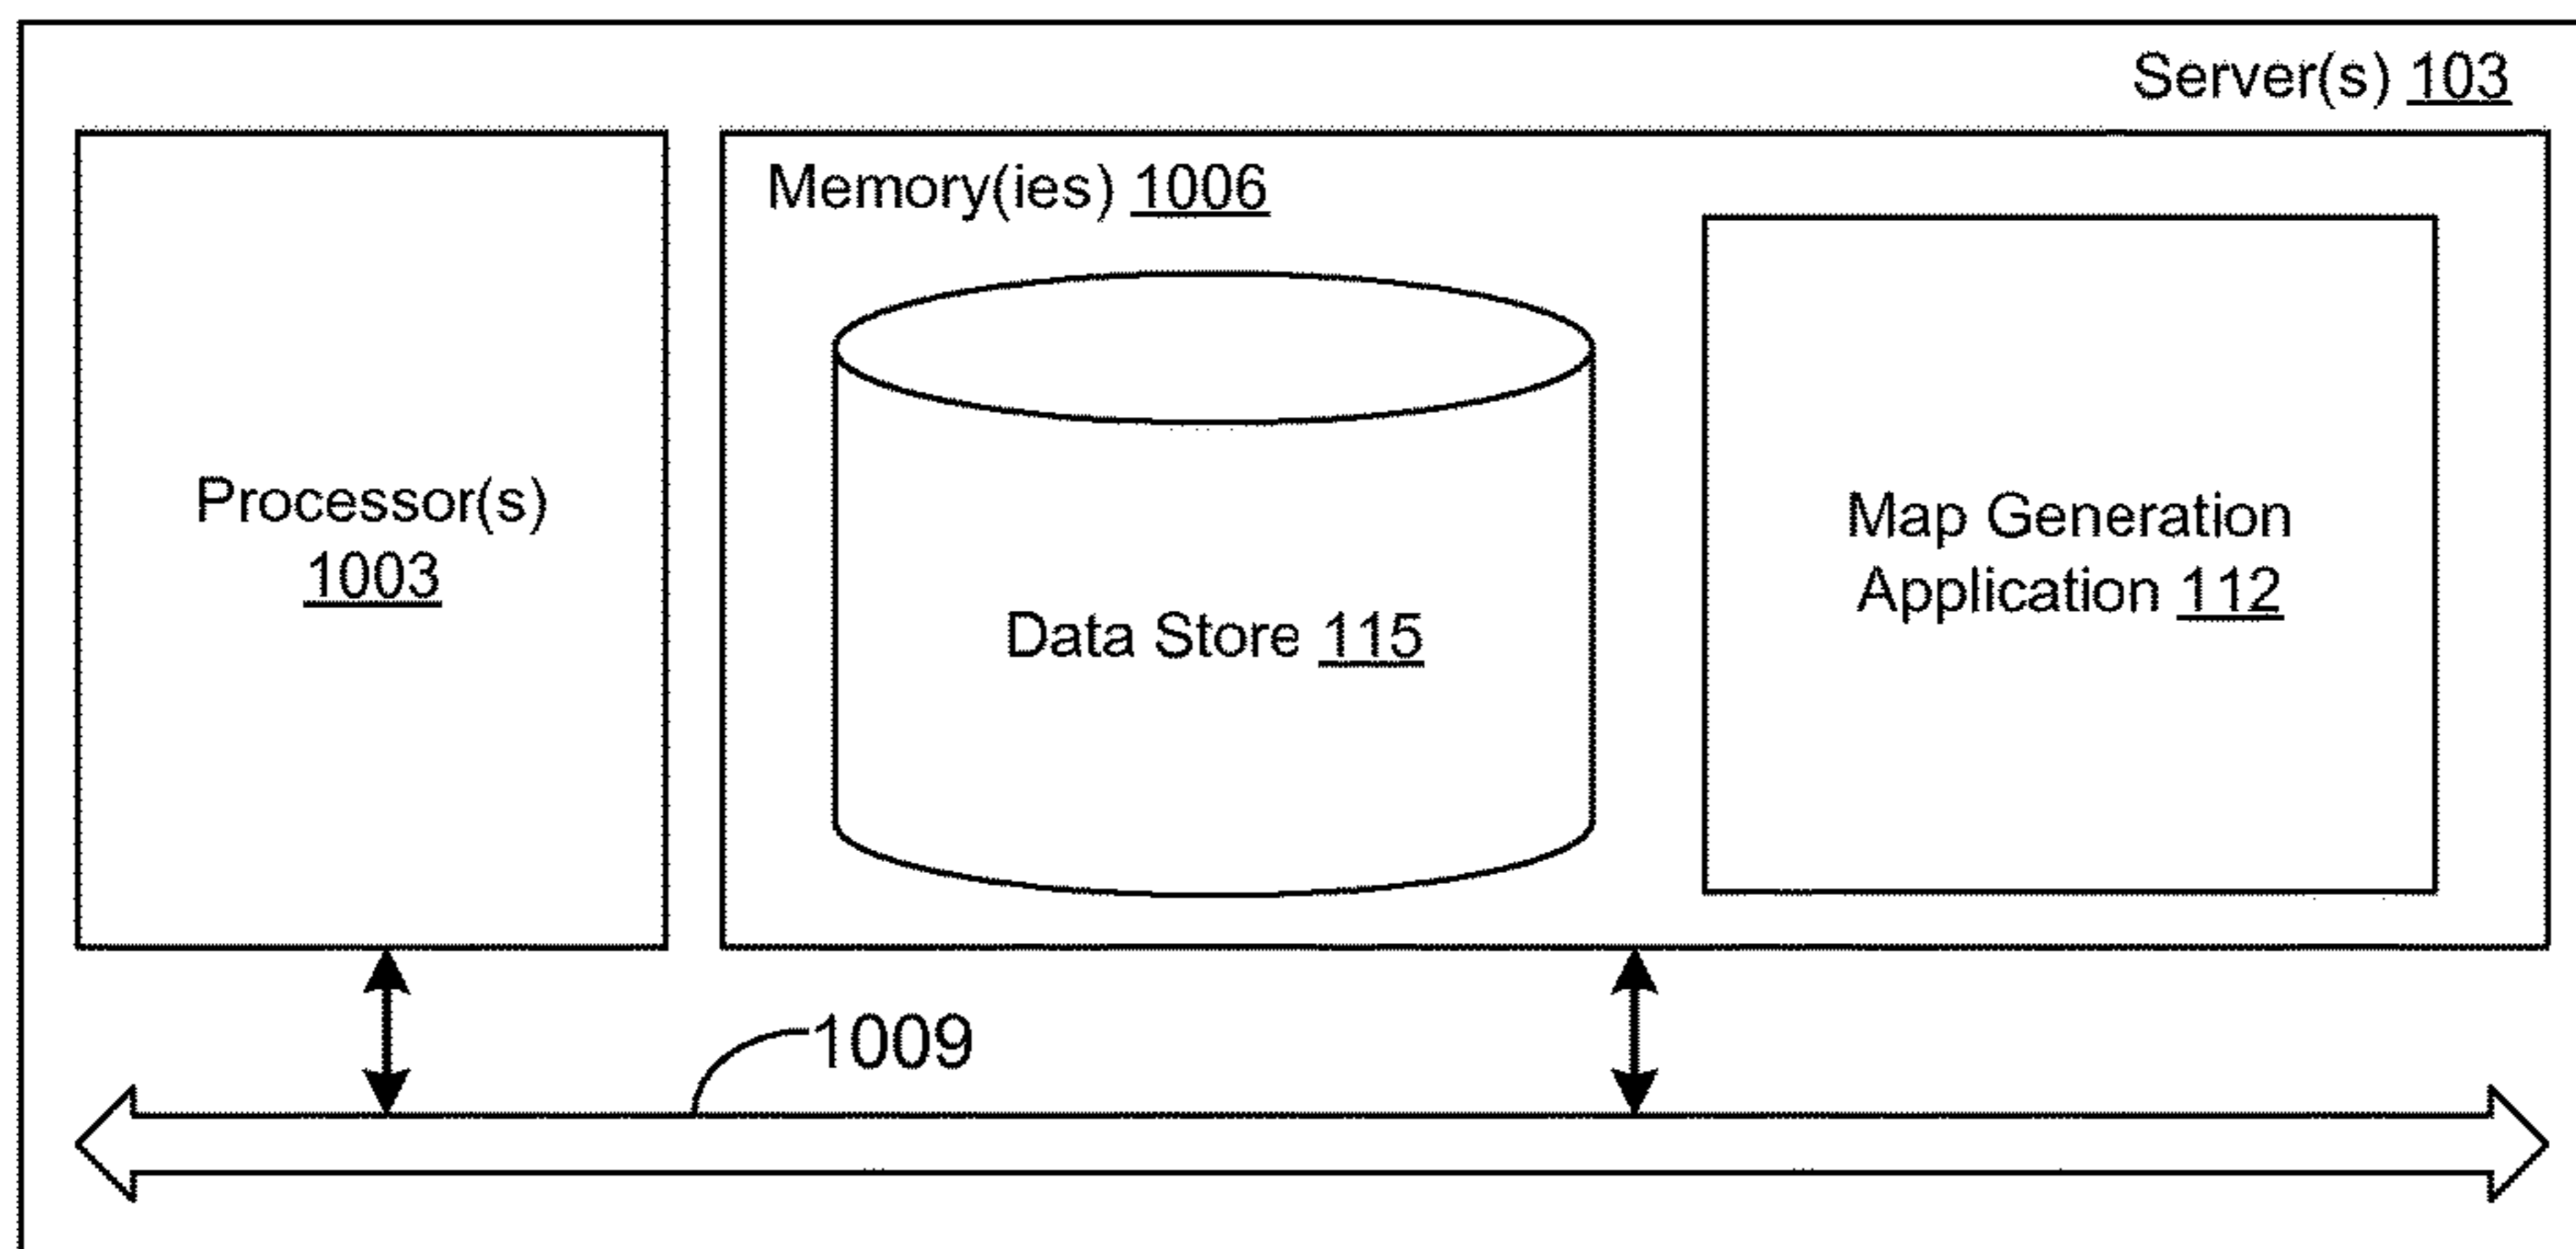 Server(s) 103
Memory(ies) 1006
Processor(s)
1003
Data Store 115
Map Generation
Application 112
1009